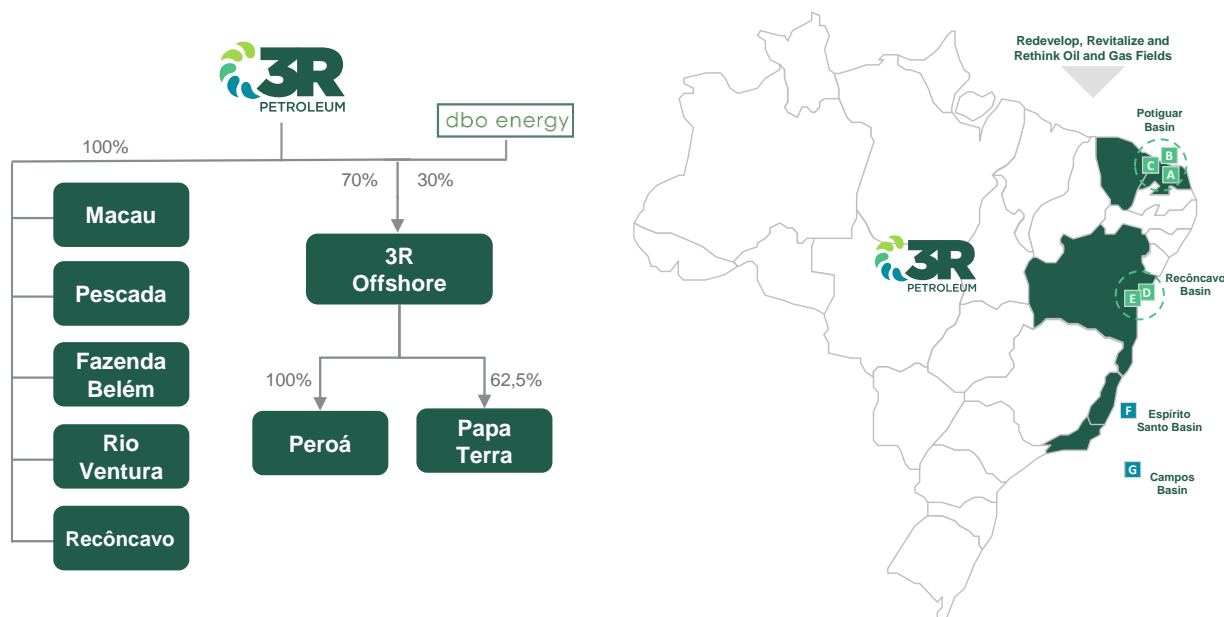 3R
PETROLEUM
dbo energy
100%
70%
30%
Macau
Pescada
Fazenda
Belém
Rio
Ventura
Recôncavo
3R
Offshore
100%
62,5%
Peroá
Papa
Terra
Redevelop, Revitalize and
Rethink Oil and Gas Fields
Potiguar
Basin
B
C
A
3R
PETROLEUM
Recôncavo
Basin
D
E
F
Espírito
Santo Basin
G
Campos
Basin